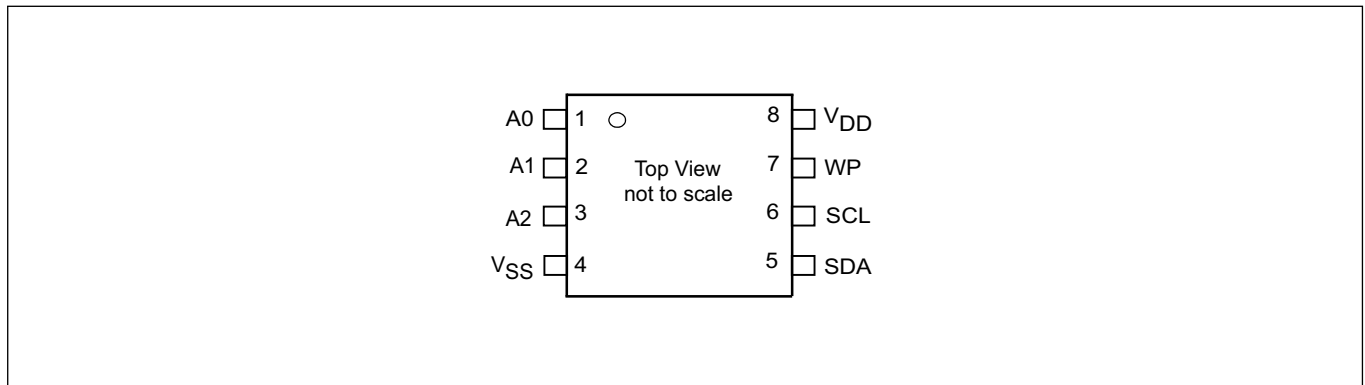 A0 1 8 VDD
A1 2 Top View 7 WP
not to scale
A2 3 6 SCL
VSS 4 5 SDA